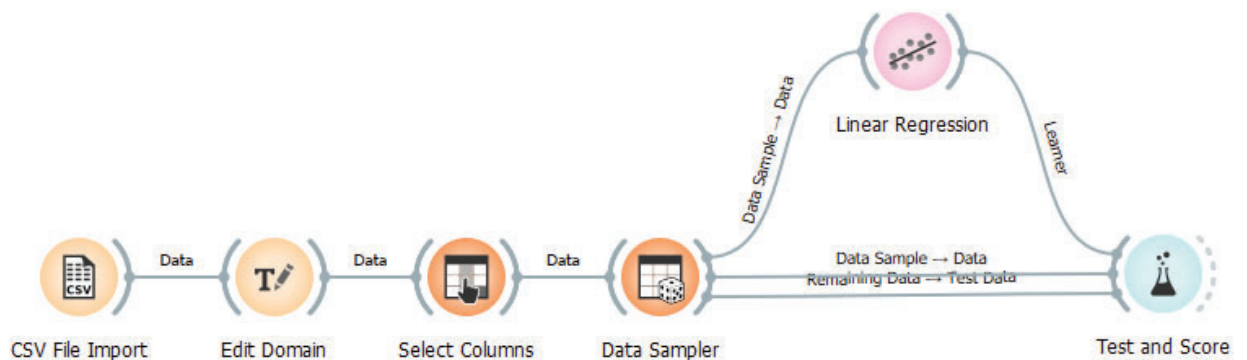 Data Sample → Data
Linear Regression
Learner
Data
Data
Data
Data Sample → Data
Remaining Data → Test Data
CSV
T
CSV File Import
Edit Domain
Select Columns
Data Sampler
Test and Score